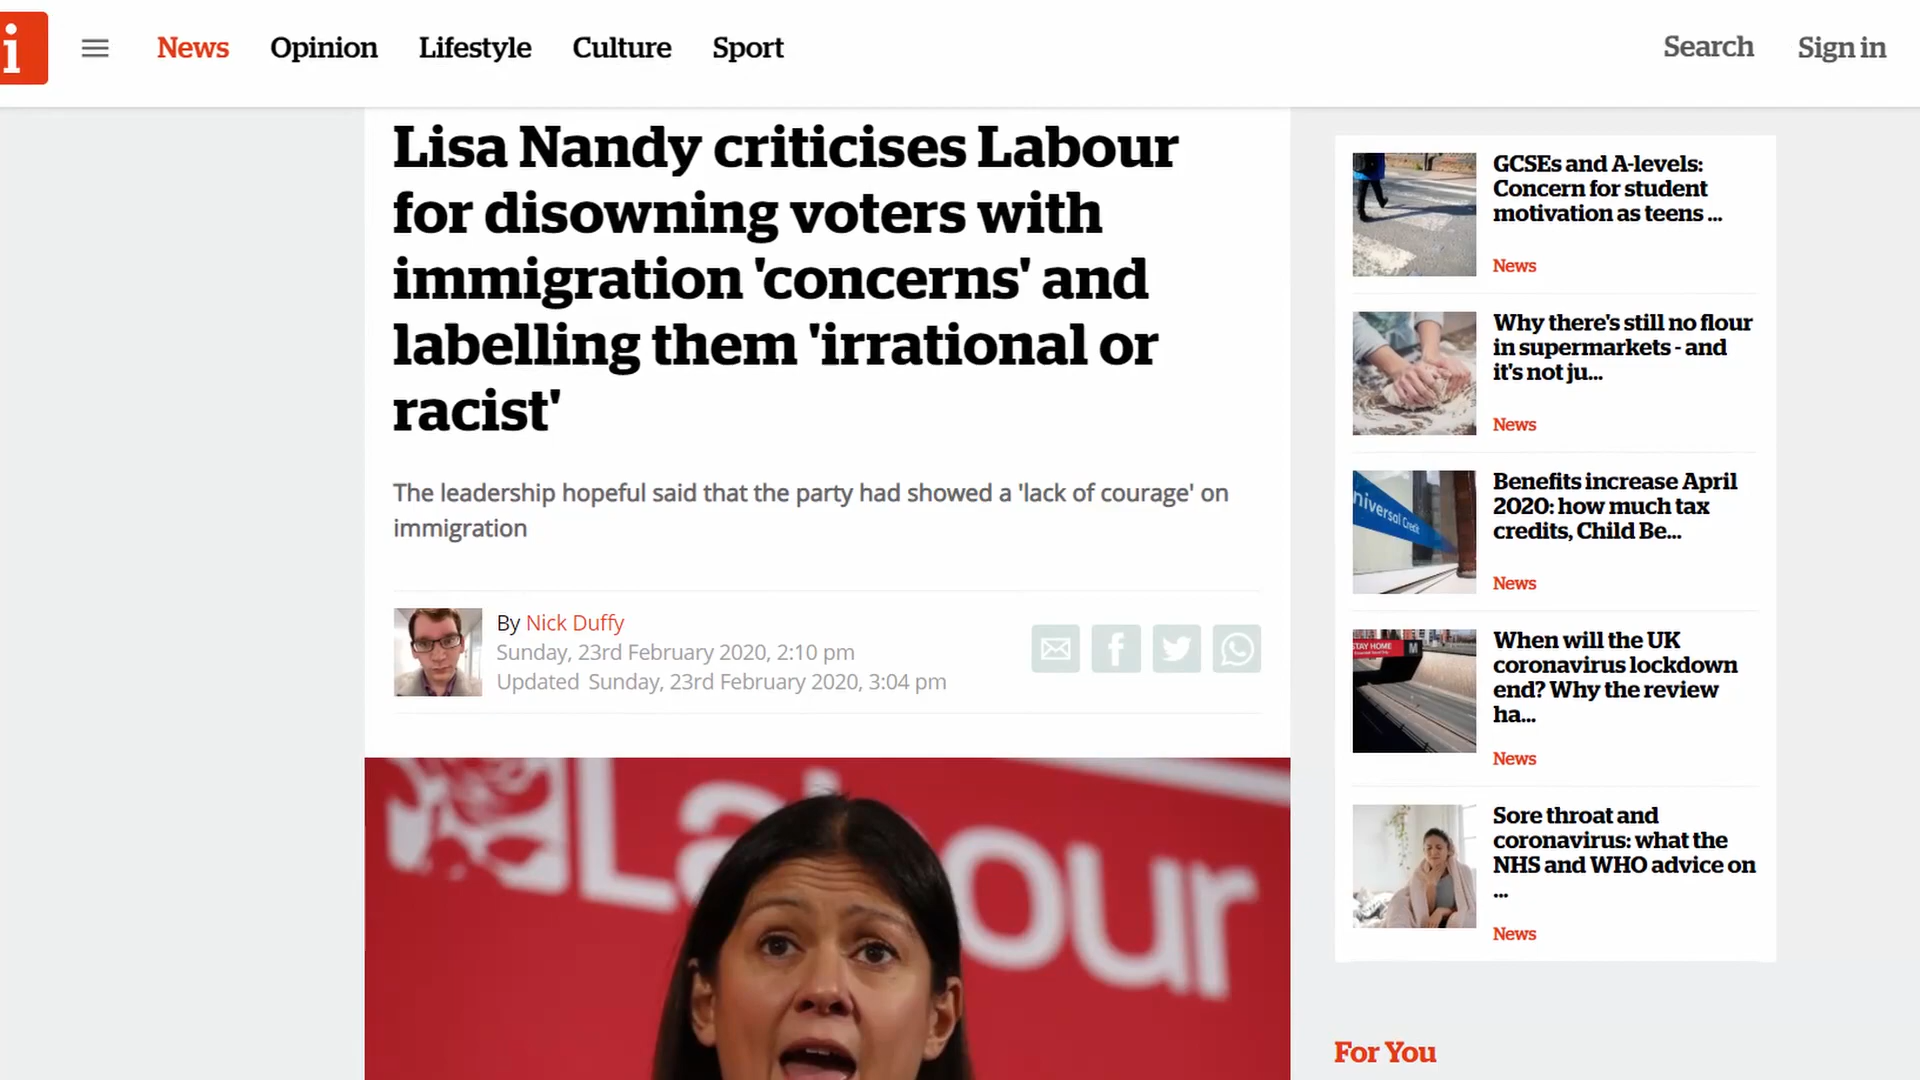 i
News
Opinion
Lifestyle
Culture
Sport
Search
Sign in
Lisa Nandy criticises Labour
for disowning voters with
immigration 'concerns' and
labelling them 'irrational or
racist'
The leadership hopeful said that the party had showed a 'lack of courage' on
immigration
By Nick Duffy
Sunday, 23rd February 2020, 2:10 pm
Updated Sunday, 23rd February 2020, 3:04 pm
Labour
GCSEs and A-levels:
Concern for student
motivation as teens ...
News
Why there's still no flour
in supermarkets - and
it's not ju...
News
niversal Credit
Benefits increase April
2020: how much tax
credits, Child Be...
News
STAY HOME
M
When will the UK
coronavirus lockdown
end? Why the review
ha...
News
Sore throat and
coronavirus: what the
NHS and WHO advice on
...
News
For You